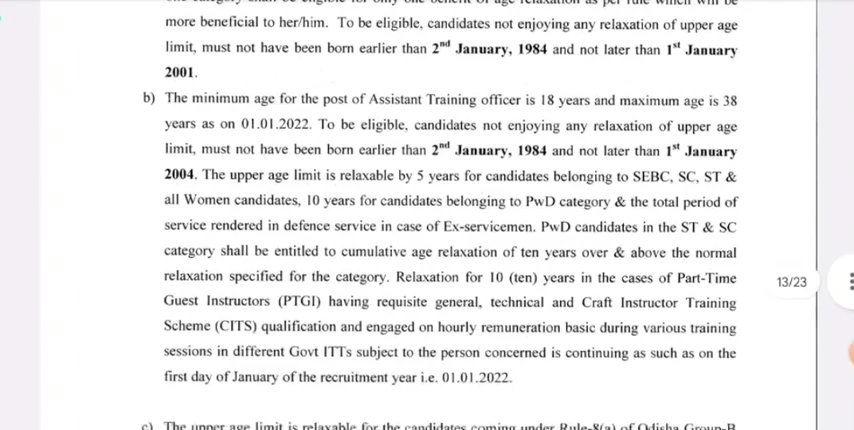 more beneficial to her/him. To be eligible, candidates not enjoying any relaxation of upper age
limit, must not have been born earlier than 2nd January, 1984 and not later than 1st January
2001.
b) The minimum age for the post of Assistant Training officer is 18 years and maximum age is 38
years as on 01.01.2022. To be eligible, candidates not enjoying any relaxation of upper age
limit, must not have been born earlier than 2nd January, 1984 and not later than 1st January
2004. The upper age limit is relaxable by 5 years for candidates belonging to SEBC, SC, ST &
all Women candidates, 10 years for candidates belonging to PwD category & the total period of
service rendered in defence service in case of Ex-servicemen. PwD candidates in the ST & SC
category shall be entitled to cumulative age relaxation of ten years over & above the normal
relaxation specified for the category. Relaxation for 10 (ten) years in the cases of Part-Time
13/23
Guest Instructors (PTGI) having requisite general, technical and Craft Instructor Training
Scheme (CITS) qualification and engaged on hourly remuneration basic during various training
sessions in different Govt ITTs subject to the person concerned is continuing as such as on the
first day of January of the recruitment year i.e. 01.01.2022.
c) The upper age limit is relaxable for the candidates coming under Rule-8(a) of Odisha Group-B